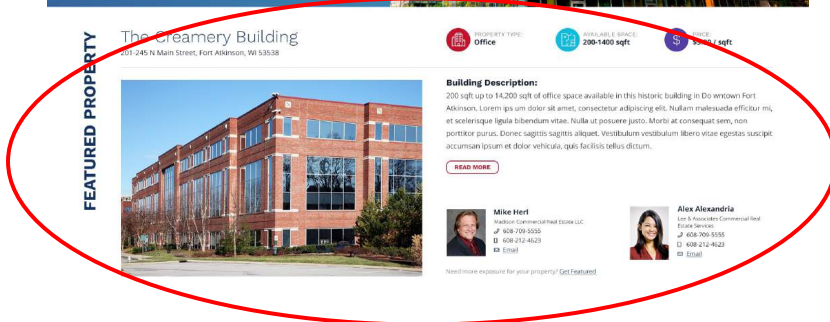 FEATURED PROPERTY
The Creamery Building
201-245 N Main Street, Fort Atkinson, WI 53538
PROPERTY TYPE:
Office
AVAILABLE SPACE:
200-1400 sqft
PRICE:
/ sqft
Building Description:
200 sqft up to 14,200 sqft of office space available in this historic building in Do wntown Fort
Atkinson. Lorem ips um dolor sit amet, consectetur adipiscing elit. Nullam malesuada efficitur mi,
et scelerisque ligula bibendum vitae. Nulla ut posuere justo. Morbi at consequat sem, non
porttitor purus. Donec sagittis sagittis aliquet. Vestibulum vestibulum libero vitae egestas suscipit
accumsan ipsum et dolor vehicula, quis facilisis tellus dictum.
READ MORE
Mike Herl
Madison Commercial Real Estate LLC
608-709-5555
608-212-4623
Email
Alex Alexandria
Lee & Associates Commercial Real
Estate Services
608-709-5555
608-212-4623
Email
Need more exposure for your property? Get Featured